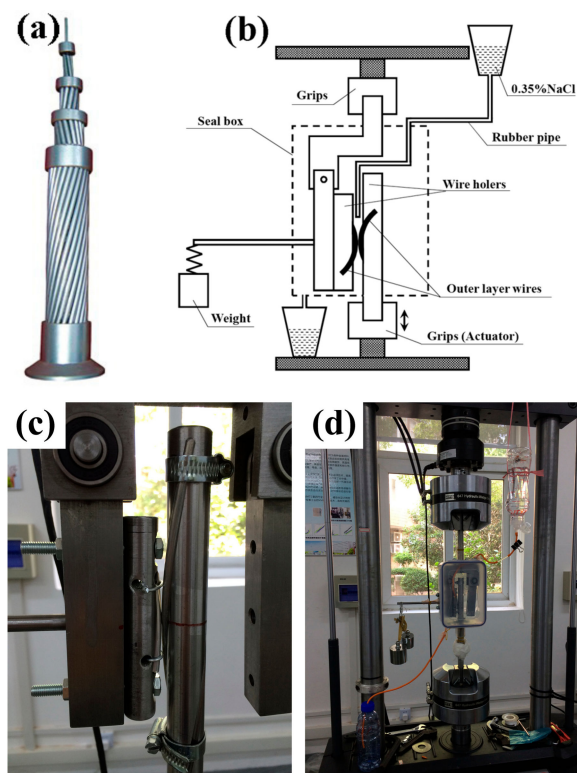 (a)
(b)
Grips
0.35%NaCl
Seal box
Rubber pipe
Wire holers
Outer layer wires
Weight
Grips (Actuator)
(c)
(d)